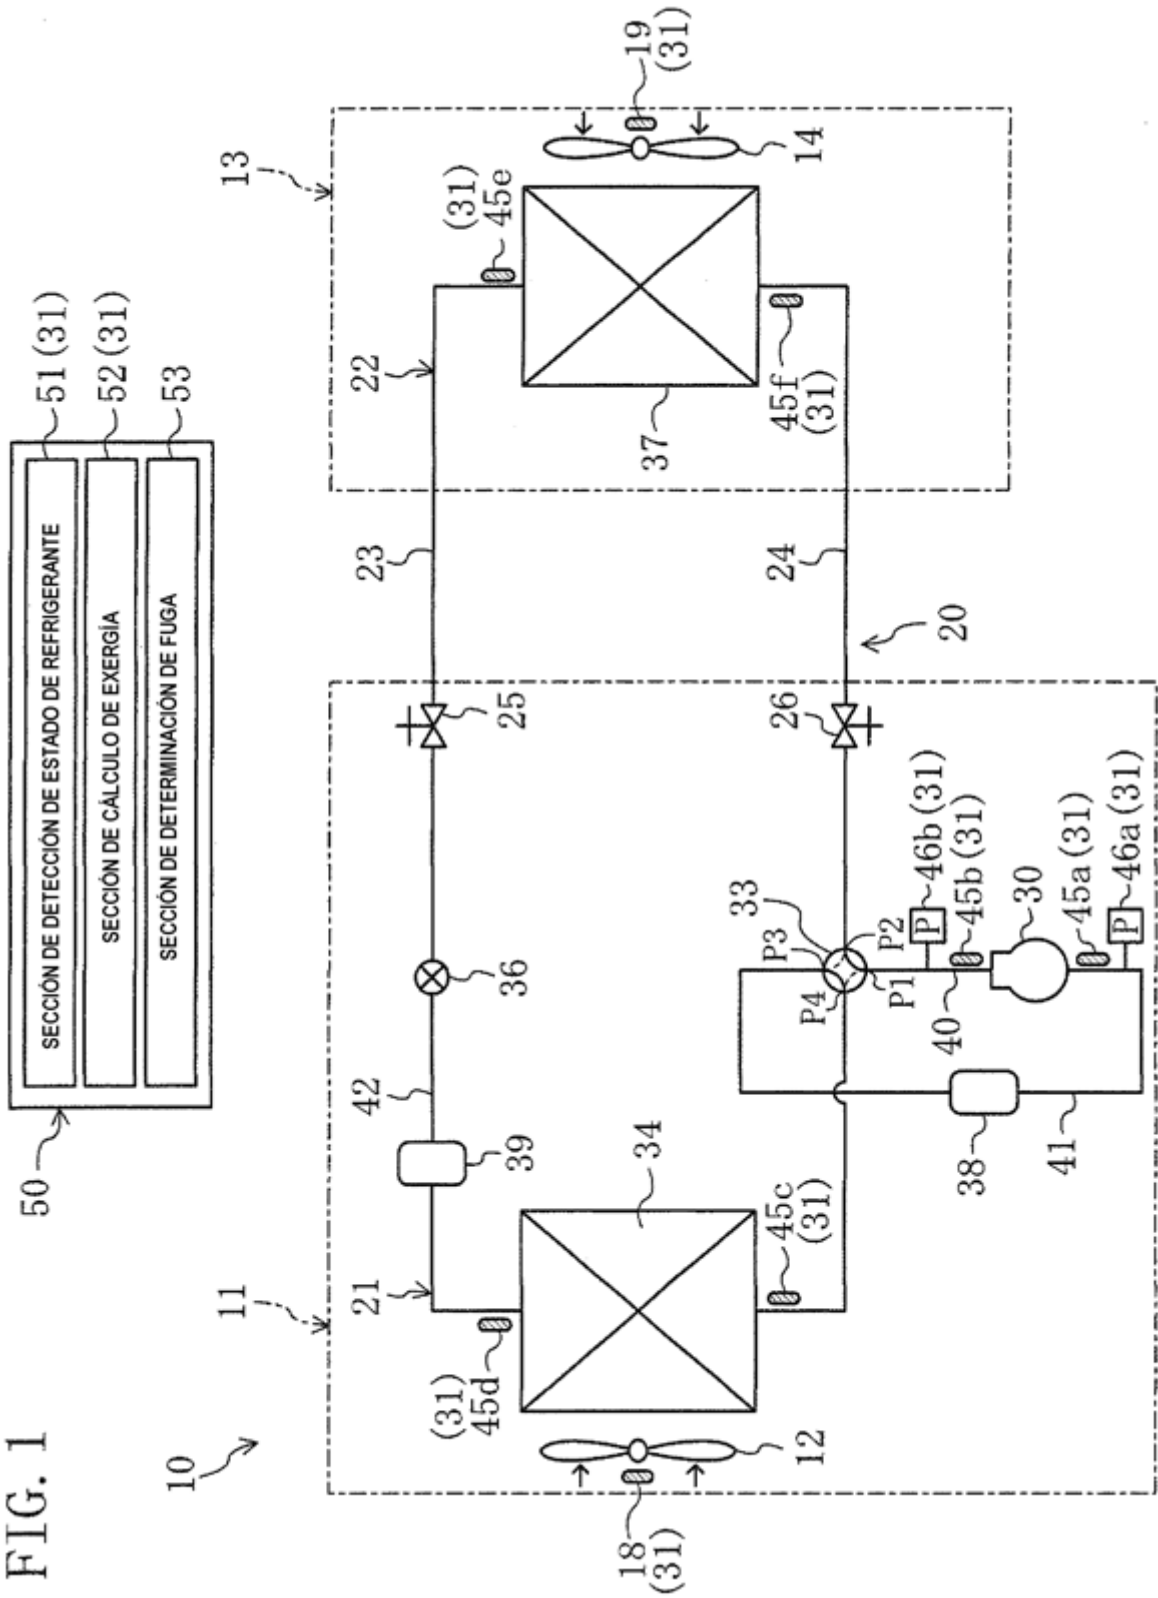 FIG. 1
10
50
SECCIÓN DE DETECCIÓN DE ESTADO DE REFRIGERANTE
51(31)
SECCIÓN DE CÁLCULO DE EXERGÍA
52(31)
SECCIÓN DE DETERMINACIÓN DE FUGA
53
11
13
21
42
36
25
23
22
(31)
45e
(31)
45d
39
19
(31)
18
(31)
12
34
37
14
45c
(31)
P4
P3
33
P2
P1
26
24
45f
(31)
20
40
46b(31)
P
45b(31)
30
38
41
45a(31)
P
46a(31)